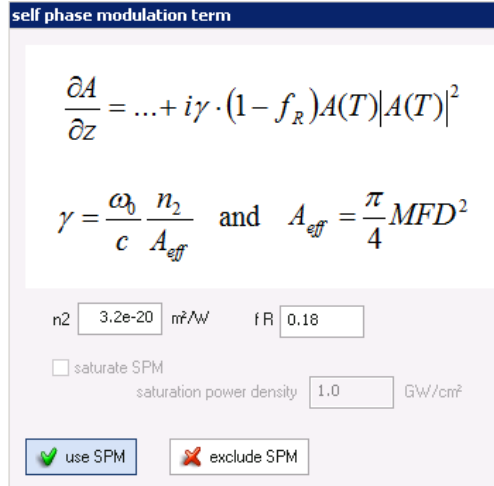 self phase modulation term
∂A/∂z = ...+ iγ · (1 − f_R)A(T)|A(T)|²
γ = ω₀/c n₂/A_eff and A_eff = π/4 MFD²
n2 3.2e-20 m²/W f R 0.18
saturate SPM
saturation power density 1.0 GW/cm²
use SPM exclude SPM